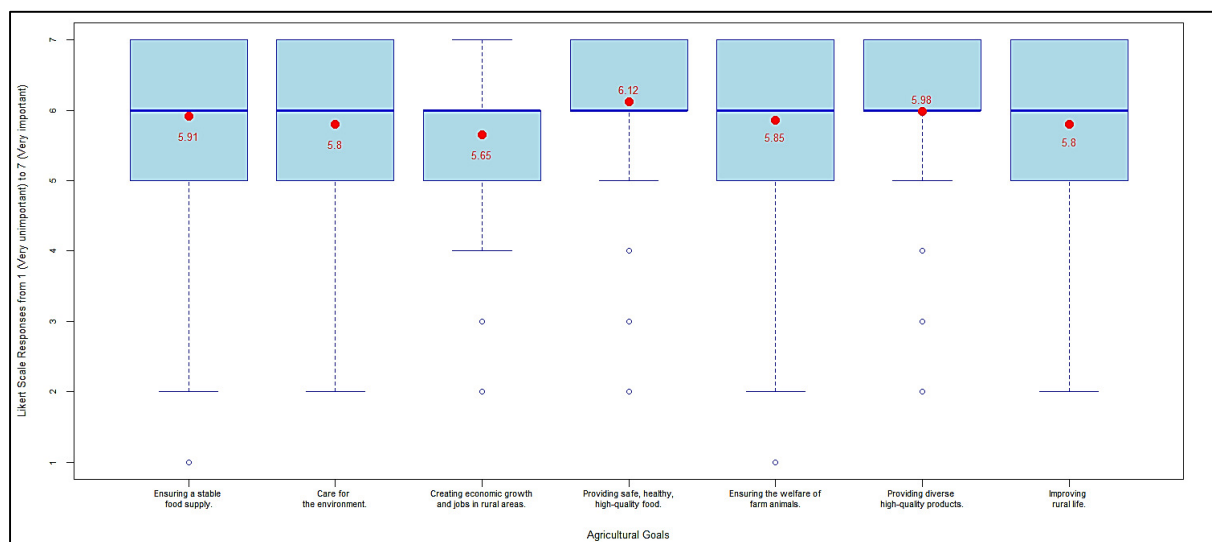 Likert Scale Responses from 1 (Very unimportant) to 7 (Very important)
7
6
5
4
3
2
1
5.91
5.8
5.65
6.12
5.85
5.98
5.8
Ensuring a stable
food supply.
Care for
the environment.
Creating economic growth
and jobs in rural areas.
Providing safe, healthy,
high-quality food.
Ensuring the welfare of
farm animals.
Providing diverse
high-quality products.
Improving
rural life.
Agricultural Goals